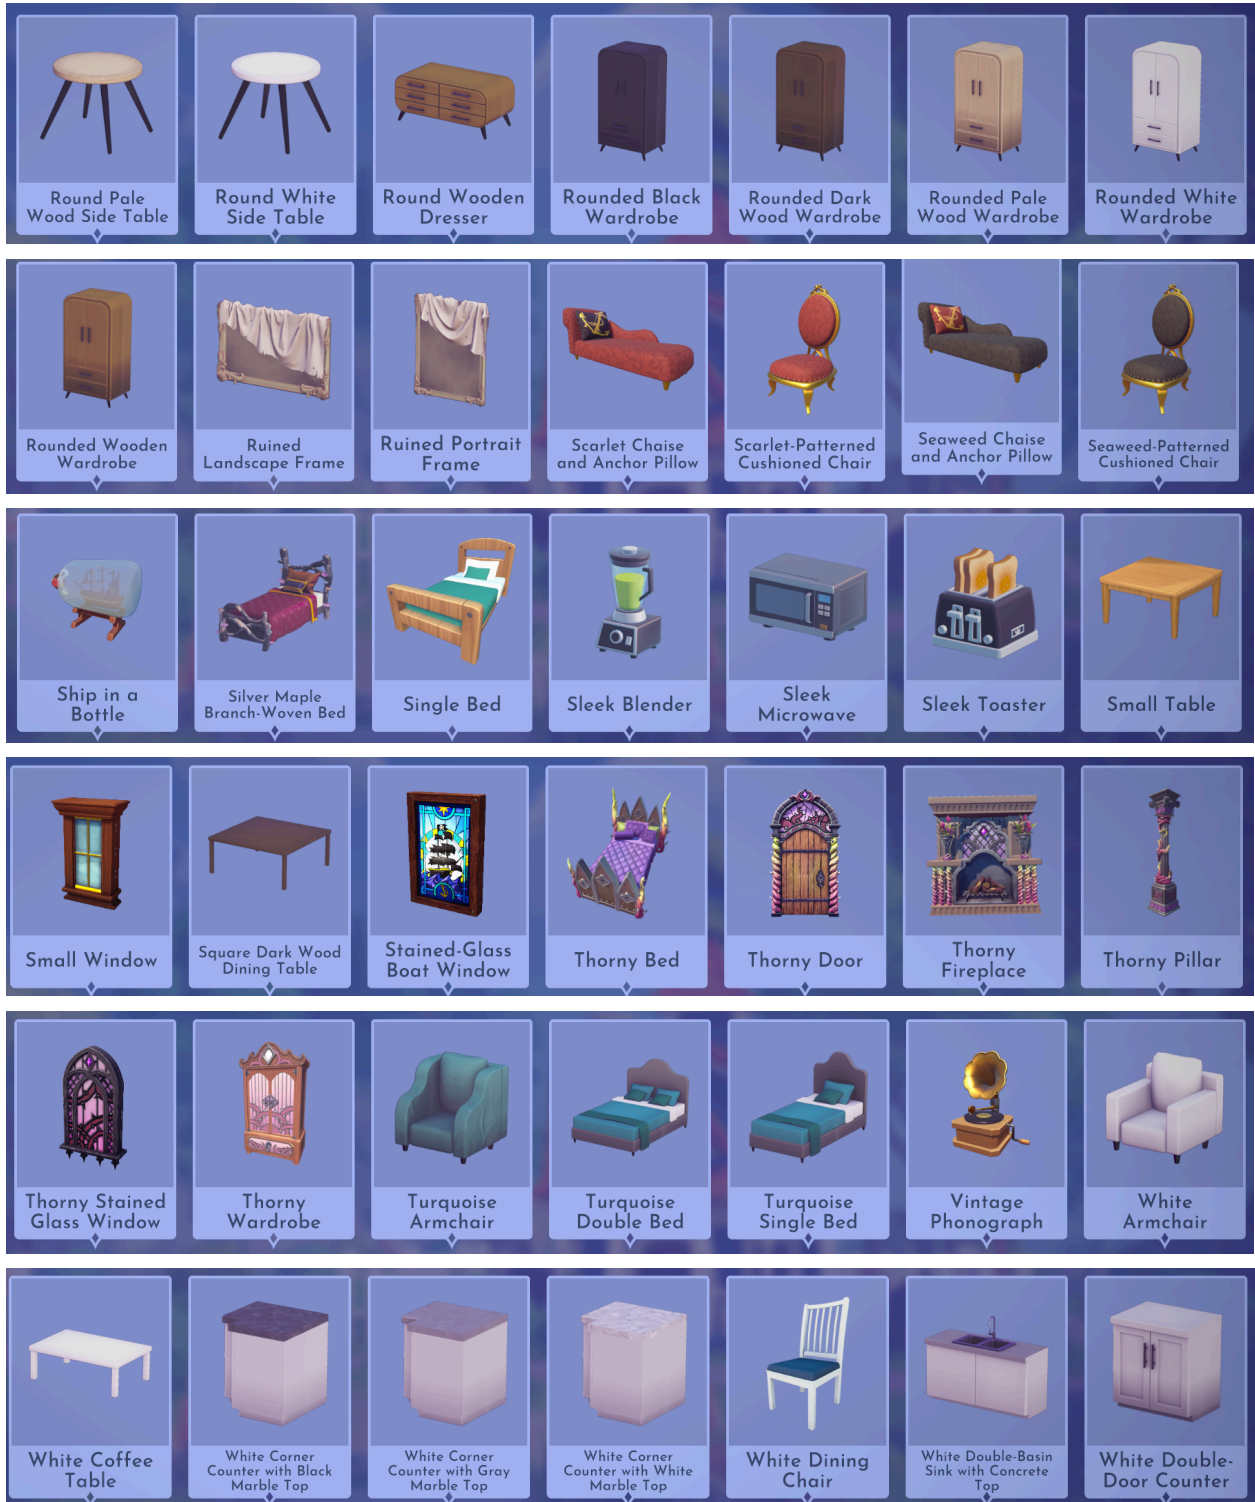 Round Pale
Wood Side Table
Round White
Side Table
Round Wooden
Dresser
Rounded Black
Wardrobe
Rounded Dark
Wood Wardrobe
Rounded Pale
Wood Wardrobe
Rounded White
Wardrobe
Rounded Wooden
Wardrobe
Ruined
Landscape Frame
Ruined Portrait
Frame
Scarlet Chaise
and Anchor Pillow
Scarlet-Patterned
Cushioned Chair
Seaweed Chaise
and Anchor Pillow
Seaweed-Patterned
Cushioned Chair
Ship in a
Bottle
Silver Maple
Branch-Woven Bed
Single Bed
Sleek Blender
Sleek
Microwave
Sleek Toaster
Small Table
Small Window
Square Dark Wood
Dining Table
Stained-Glass
Boat Window
Thorny Bed
Thorny Door
Thorny
Fireplace
Thorny Pillar
Thorny Stained
Glass Window
Thorny
Wardrobe
Turquoise
Armchair
Turquoise
Double Bed
Turquoise
Single Bed
Vintage
Phonograph
White
Armchair
White Coffee
Table
White Corner
Counter with Black
Marble Top
White Corner
Counter with Gray
Marble Top
White Corner
Counter with White
Marble Top
White Dining
Chair
White Double-Basin
Sink with Concrete
Top
White Double-
Door Counter